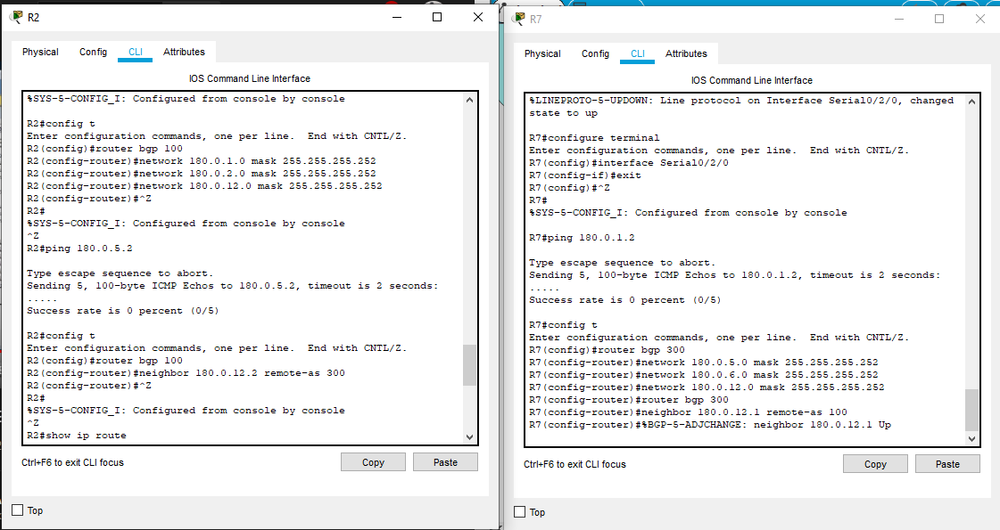 R2
Physical
Config
CLI
Attributes
IOS Command Line Interface
%SYS-5-CONFIG_I: Configured from console by console
R2#config t
Enter configuration commands, one per line.  End with CNTL/Z.
R2(config)#router bgp 100
R2(config-router)#network 180.0.1.0 mask 255.255.255.252
R2(config-router)#network 180.0.2.0 mask 255.255.255.252
R2(config-router)#network 180.0.12.0 mask 255.255.255.252
R2(config-router)#^Z
R2#
%SYS-5-CONFIG_I: Configured from console by console
^Z
R2#ping 180.0.5.2
Type escape sequence to abort.
Sending 5, 100-byte ICMP Echos to 180.0.5.2, timeout is 2 seconds:
.....
Success rate is 0 percent (0/5)
R2#config t
Enter configuration commands, one per line.  End with CNTL/Z.
R2(config)#router bgp 100
R2(config-router)#neighbor 180.0.12.2 remote-as 300
R2(config-router)#^Z
R2#
%SYS-5-CONFIG_I: Configured from console by console
^Z
R2#show ip route
Ctrl+F6 to exit CLI focus
Copy
Paste
Top
R7
Physical
Config
CLI
Attributes
IOS Command Line Interface
%LINEPROTO-5-UPDOWN: Line protocol on Interface Serial0/2/0, changed
state to up
R7#configure terminal
Enter configuration commands, one per line.  End with CNTL/Z.
R7(config)#interface Serial0/2/0
R7(config-if)#exit
R7(config)#^Z
R7#
%SYS-5-CONFIG_I: Configured from console by console
R7#ping 180.0.1.2
Type escape sequence to abort.
Sending 5, 100-byte ICMP Echos to 180.0.1.2, timeout is 2 seconds:
.....
Success rate is 0 percent (0/5)
R7#config t
Enter configuration commands, one per line.  End with CNTL/Z.
R7(config)#router bgp 300
R7(config-router)#network 180.0.5.0 mask 255.255.255.252
R7(config-router)#network 180.0.6.0 mask 255.255.255.252
R7(config-router)#network 180.0.12.0 mask 255.255.255.252
R7(config-router)#router bgp 300
R7(config-router)#neighbor 180.0.12.1 remote-as 100
R7(config-router)#%BGP-5-ADJCHANGE: neighbor 180.0.12.1 Up
Ctrl+F6 to exit CLI focus
Copy
Paste
Top